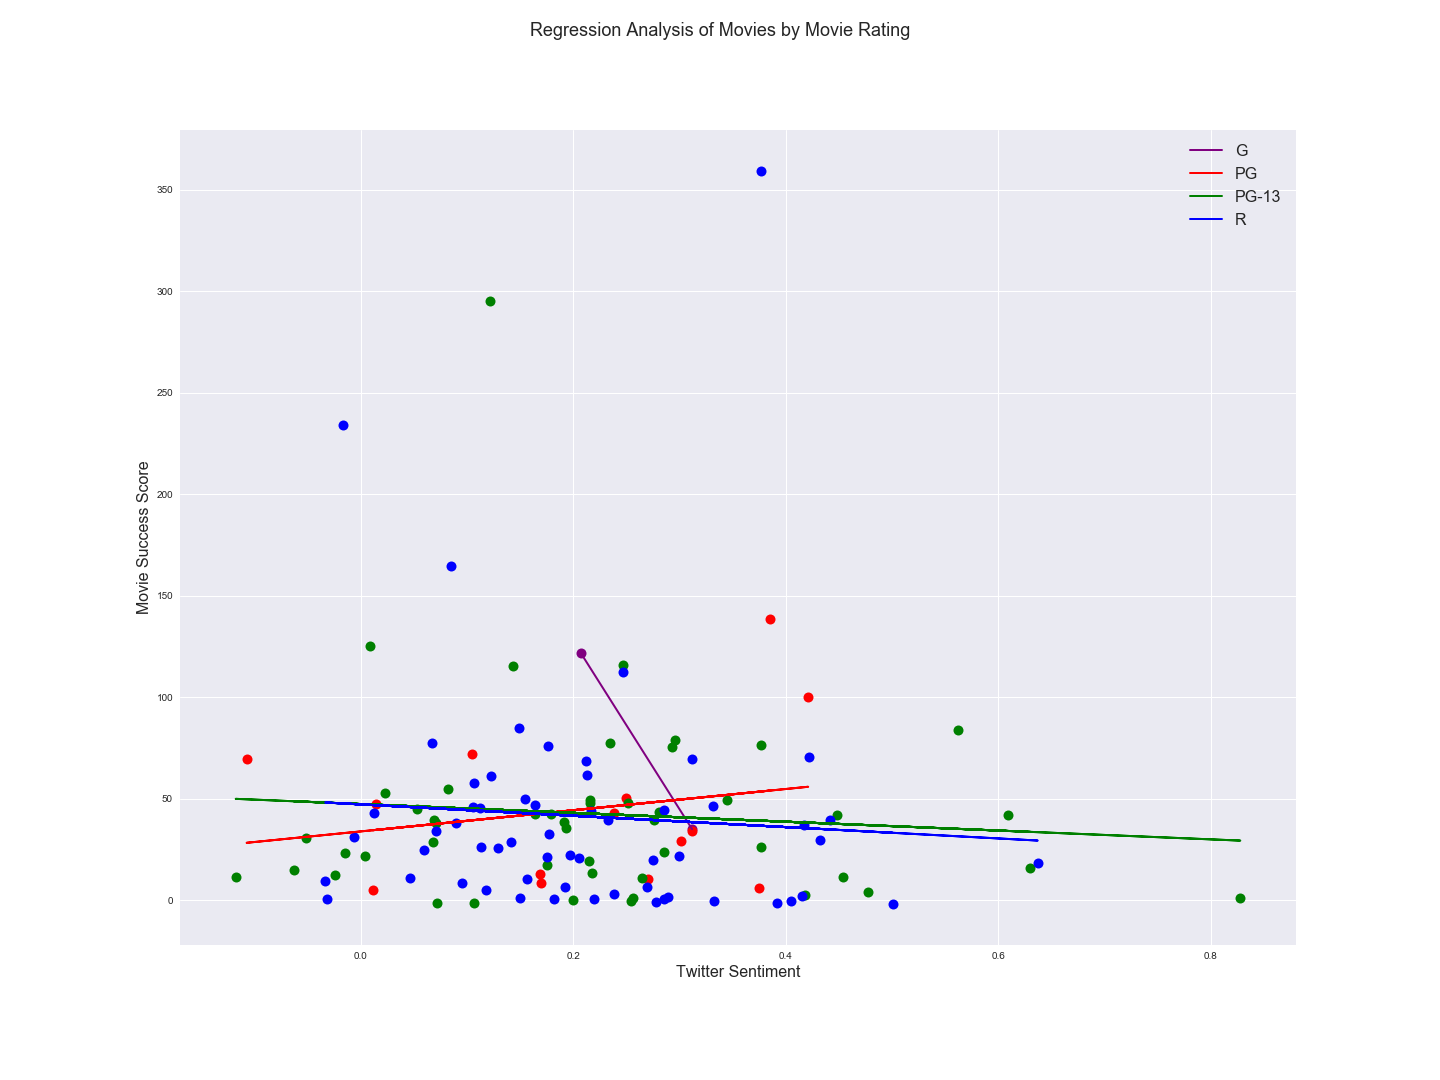 Regression Analysis of Movies by Movie Rating
G
PG
PG-13
R
350
300
250
200
150
100
50
0
Movie Success Score
0.0
0.2
0.4
0.6
0.8
Twitter Sentiment